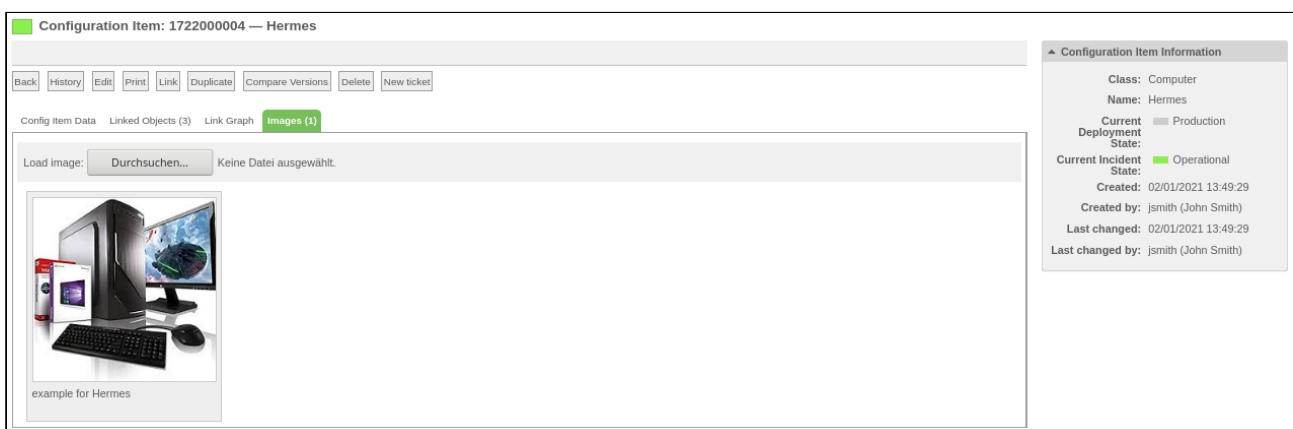 Configuration Item: 1722000004 — Hermes
Back History Edit Print Link Duplicate Compare Versions Delete New ticket
Config Item Data Linked Objects (3) Link Graph Images (1)
Load image: Durchsuchen... Keine Datei ausgewählt.
example for Hermes
Configuration Item Information
Class: Computer
Name: Hermes
Current Production
Deployment
State:
Current Incident Operational
State:
Created: 02/01/2021 13:49:29
Created by: jsmith (John Smith)
Last changed: 02/01/2021 13:49:29
Last changed by: jsmith (John Smith)